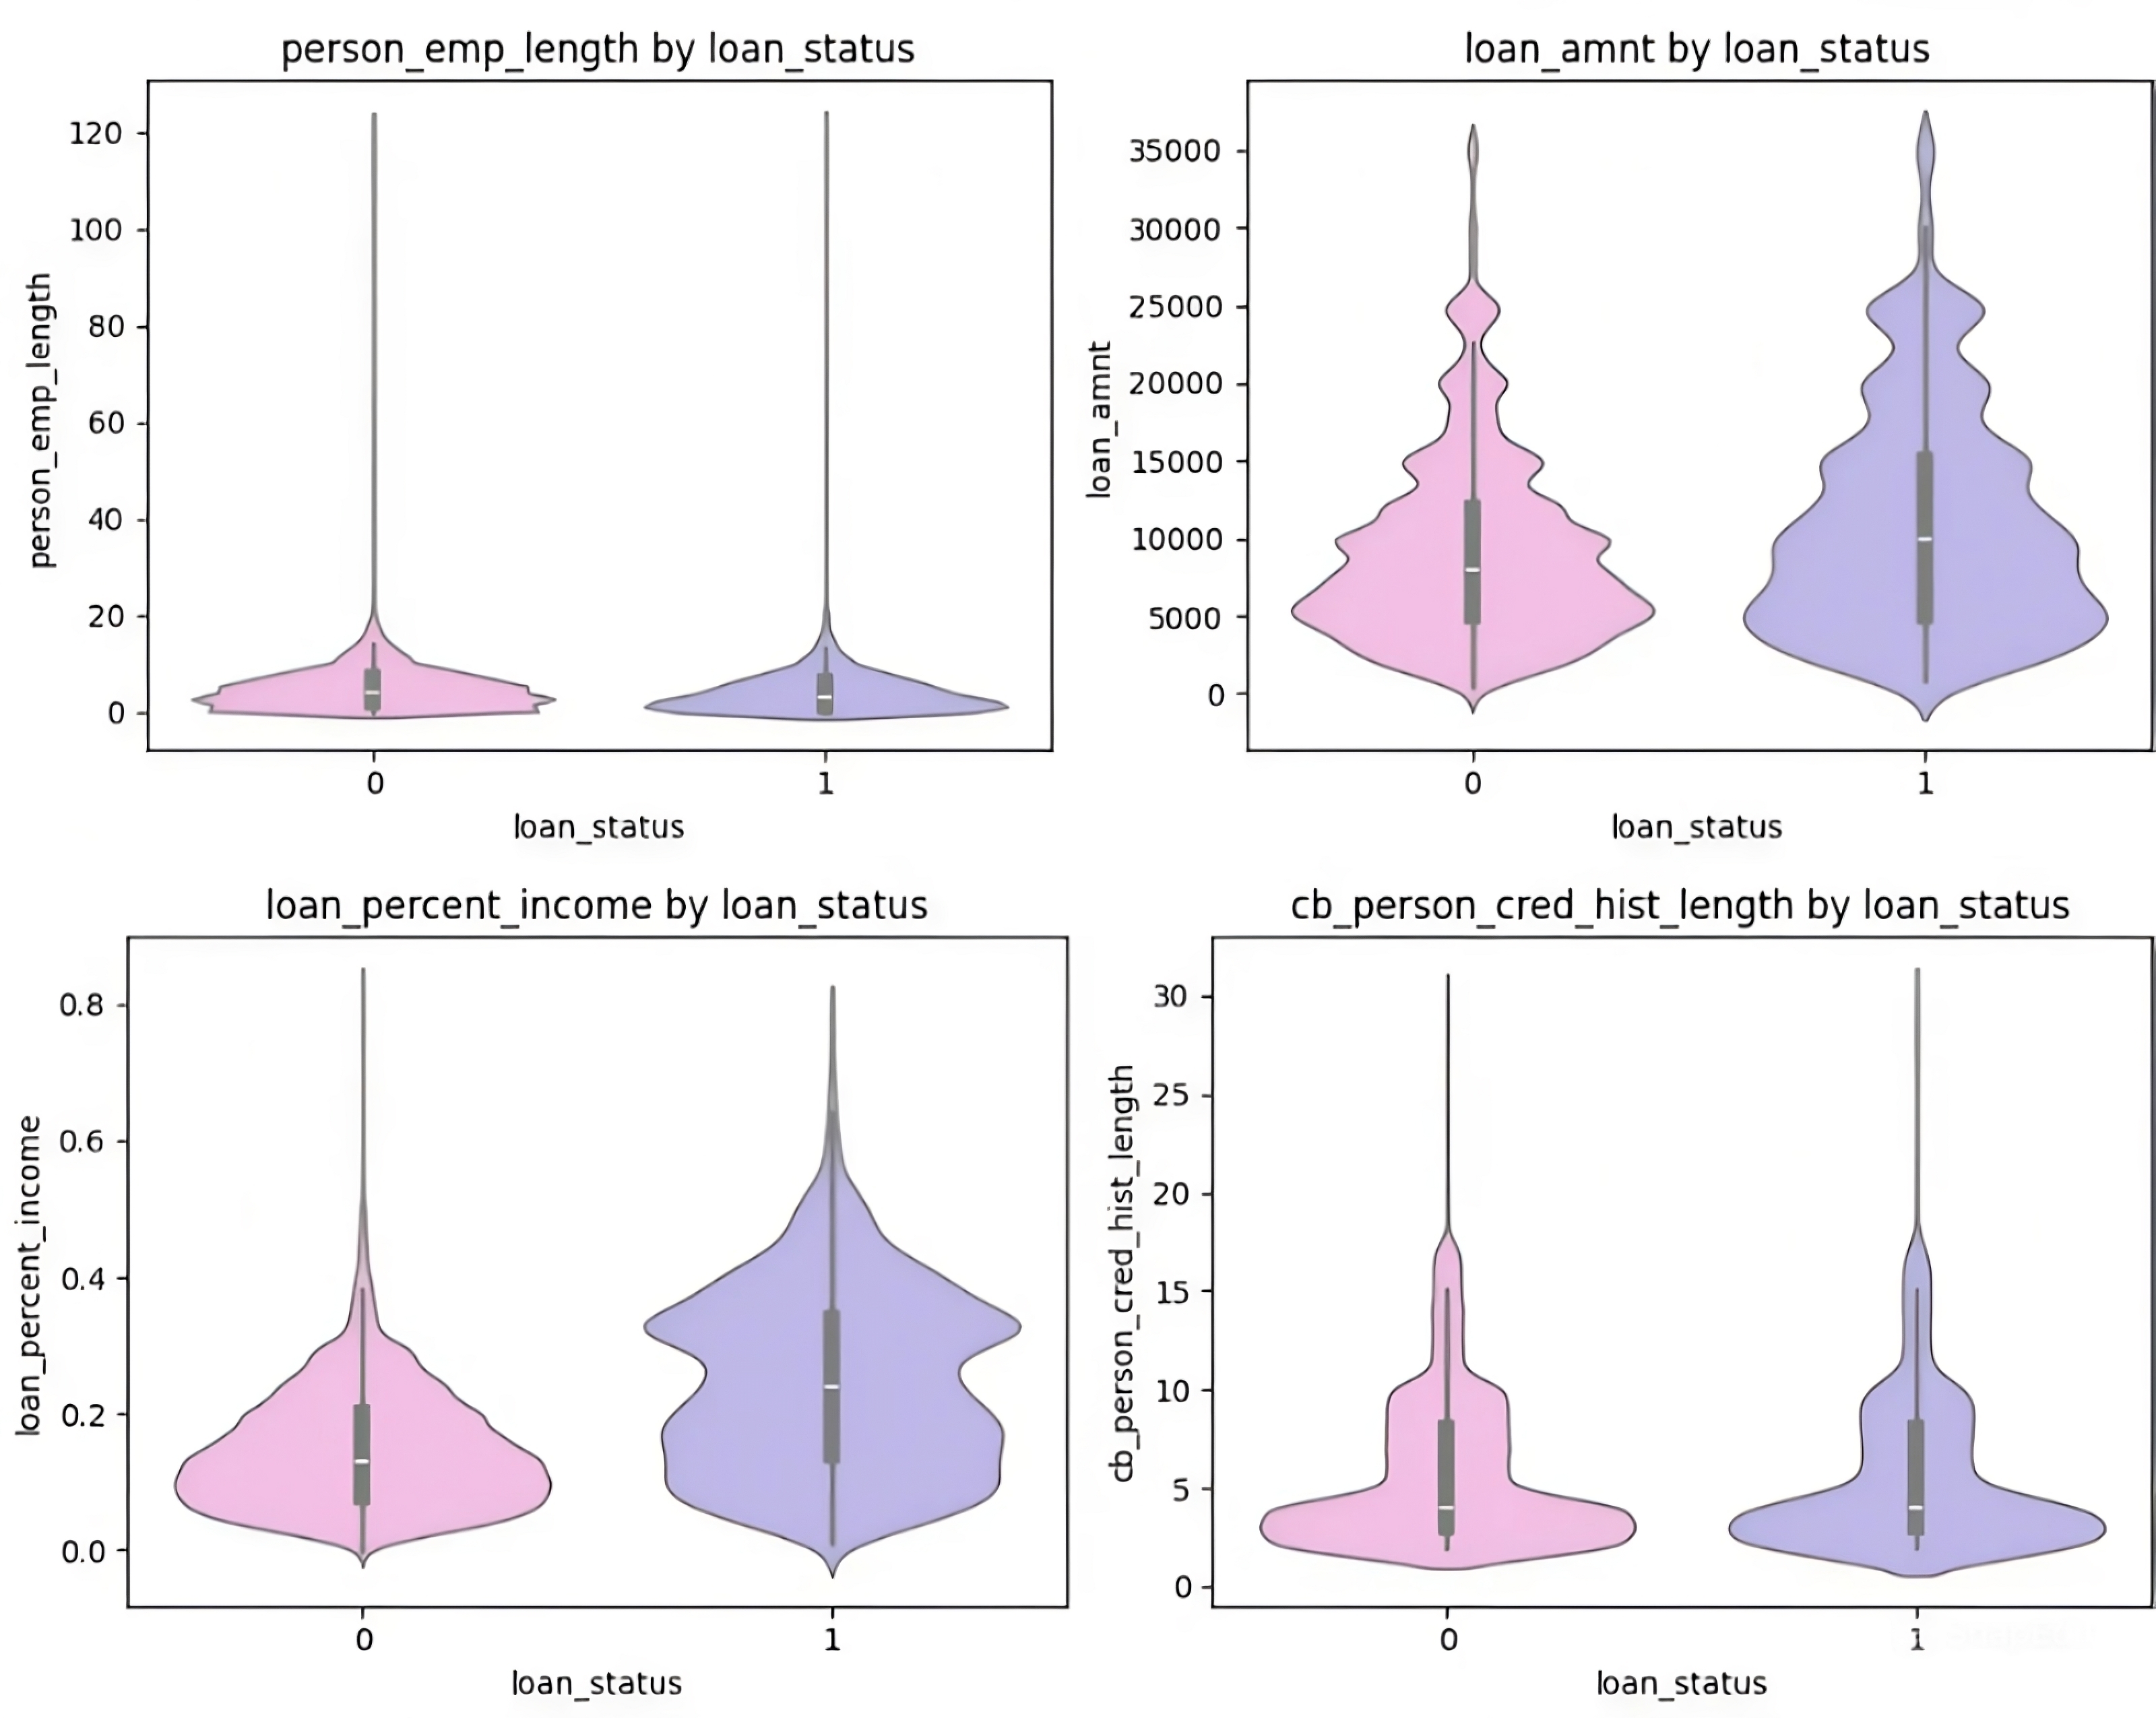 person_emp_length by loan_status
120
100
80
60
40
20
0
person_emp_length
0 1
loan_status
loan_amnt by loan_status
35000
30000
25000
20000
15000
10000
5000
0
loan_amnt
0 1
loan_status
loan_percent_income by loan_status
0.8
0.6
0.4
0.2
0.0
loan_percent_income
0 1
loan_status
cb_person_cred_hist_length by loan_status
30
25
20
15
10
5
0
cb_person_cred_hist_length
0 1
loan_status